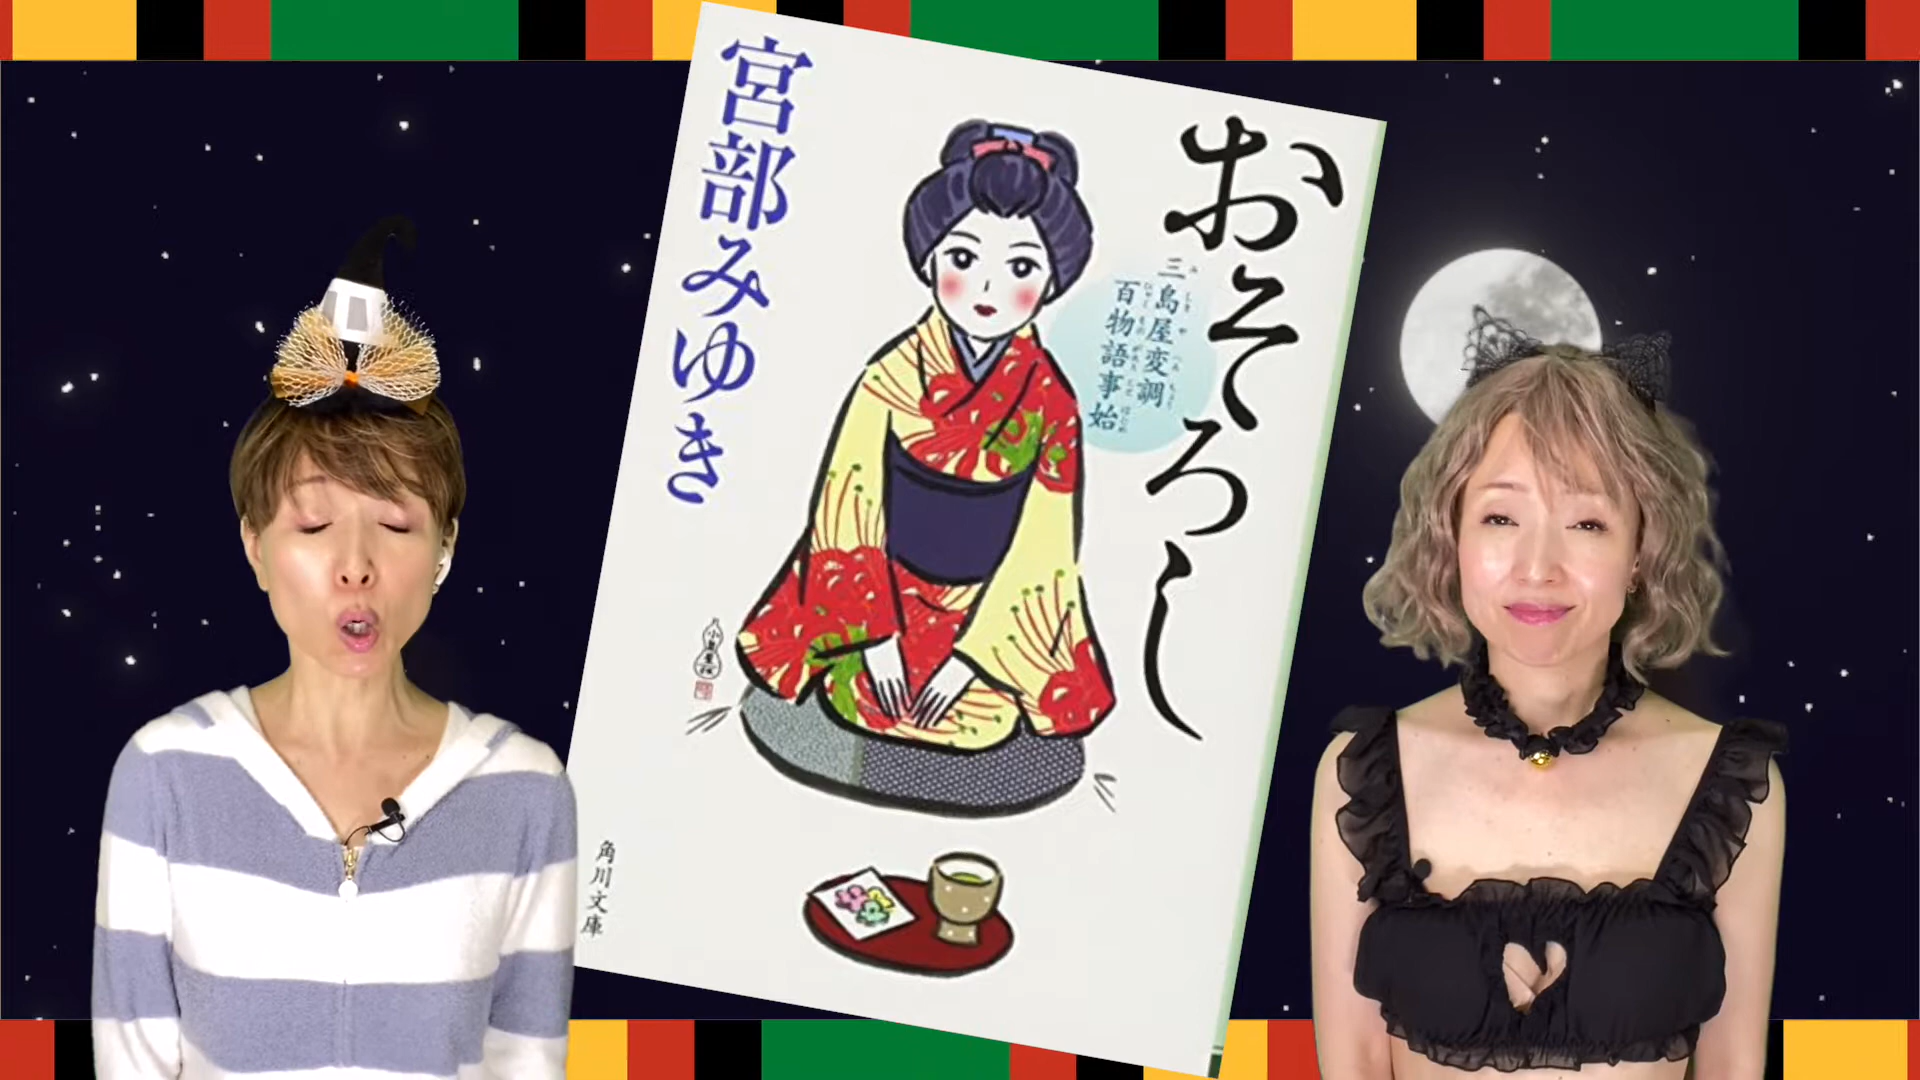 おそろし
三島屋変調
百物語事始
宮部みゆき
角川文庫